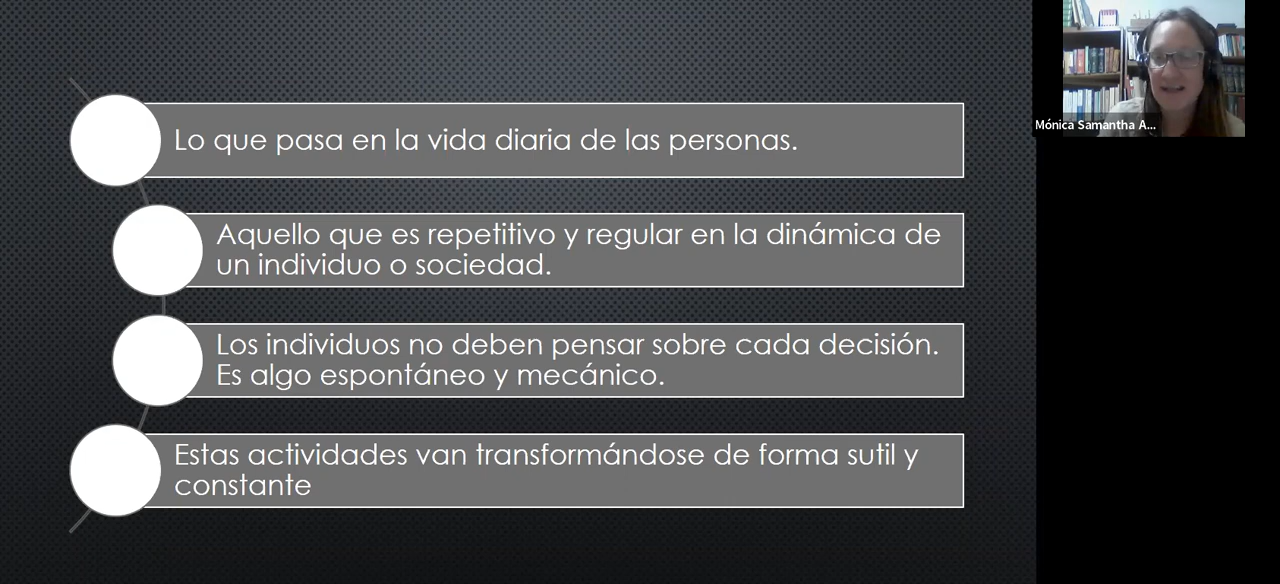 Lo que pasa en la vida diaria de las personas.
Aquello que es repetitivo y regular en la dinámica de
un individuo o sociedad.
Los individuos no deben pensar sobre cada decisión.
Es algo espontáneo y mecánico.
Estas actividades van transformándose de forma sutil y
constante
Mónica Samantha A...